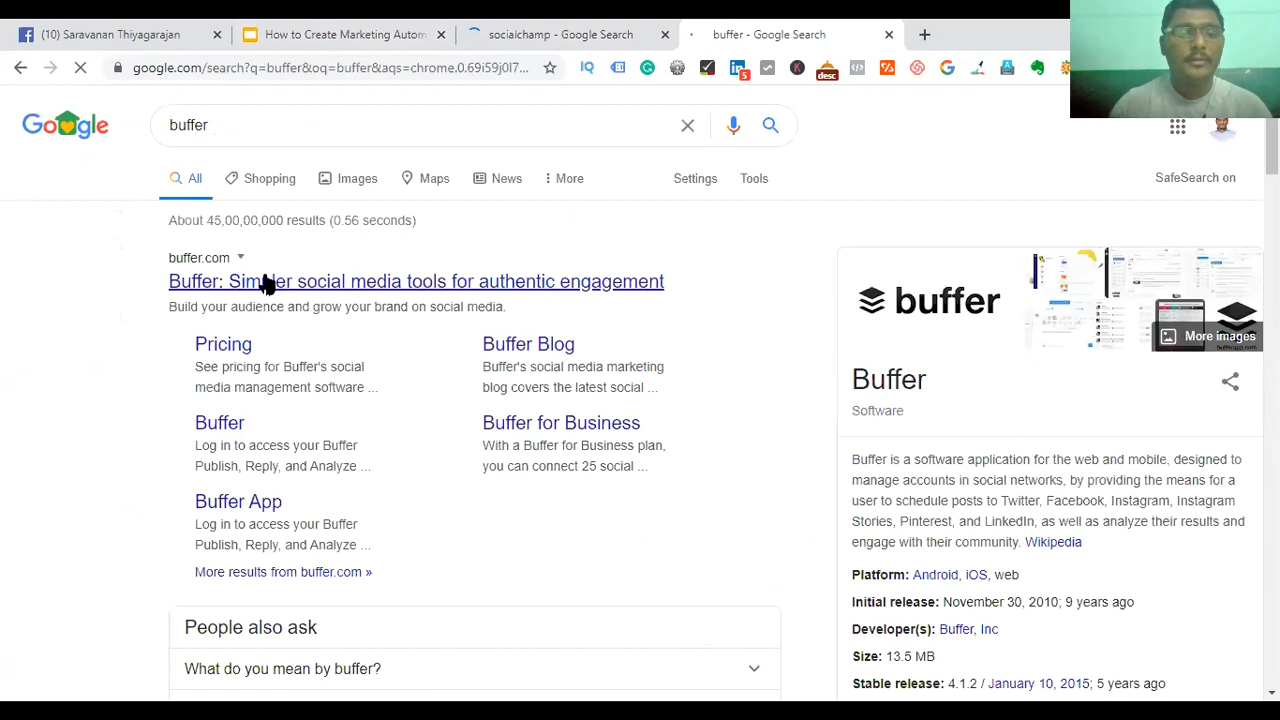 (10) Saravanan Thiyagarajan
How to Create Marketing Autom
socialchamp - Google Search
buffer - Google Search
google.com/search?q=buffer&oq=buffer&aqs=chrome.0.69i59j0l7...
5
desc
Google
buffer
All
Shopping
Images
Maps
News
More
Settings
Tools
SafeSearch on
About 45,00,00,000 results (0.56 seconds)
buffer.com
Buffer: Simpler social media tools for authentic engagement
Build your audience and grow your brand on social media.
Pricing
See pricing for Buffer's social
media management software ...
Buffer Blog
Buffer's social media marketing
blog covers the latest social ...
Buffer
Log in to access your Buffer
Publish, Reply, and Analyze ...
Buffer for Business
With a Buffer for Business plan,
you can connect 25 social ...
Buffer App
Log in to access your Buffer
Publish, Reply, and Analyze ...
More results from buffer.com »
People also ask
What do you mean by buffer?
buffer
More images
Buffer
Software
Buffer is a software application for the web and mobile, designed to
manage accounts in social networks, by providing the means for a
user to schedule posts to Twitter, Facebook, Instagram, Instagram
Stories, Pinterest, and LinkedIn, as well as analyze their results and
engage with their community. Wikipedia
Platform: Android, iOS, web
Initial release: November 30, 2010; 9 years ago
Developer(s): Buffer, Inc
Size: 13.5 MB
Stable release: 4.1.2 / January 10, 2015; 5 years ago